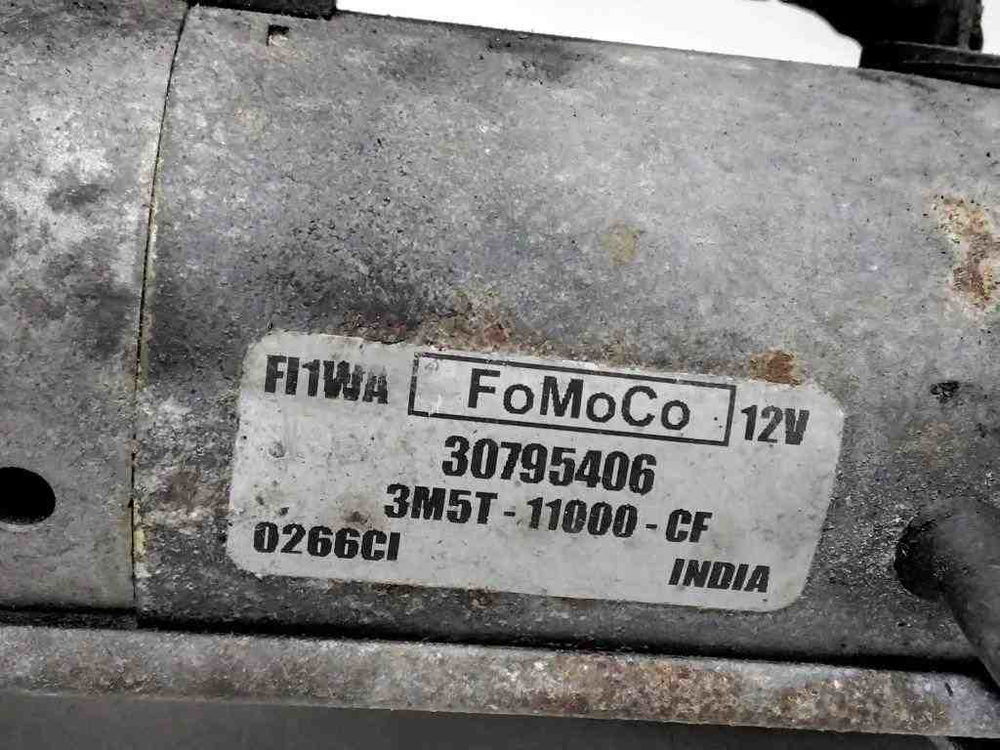 FI1WA FoMoCo 12V
30795406
3M5T - 11000 - CF
0266CI
INDIA